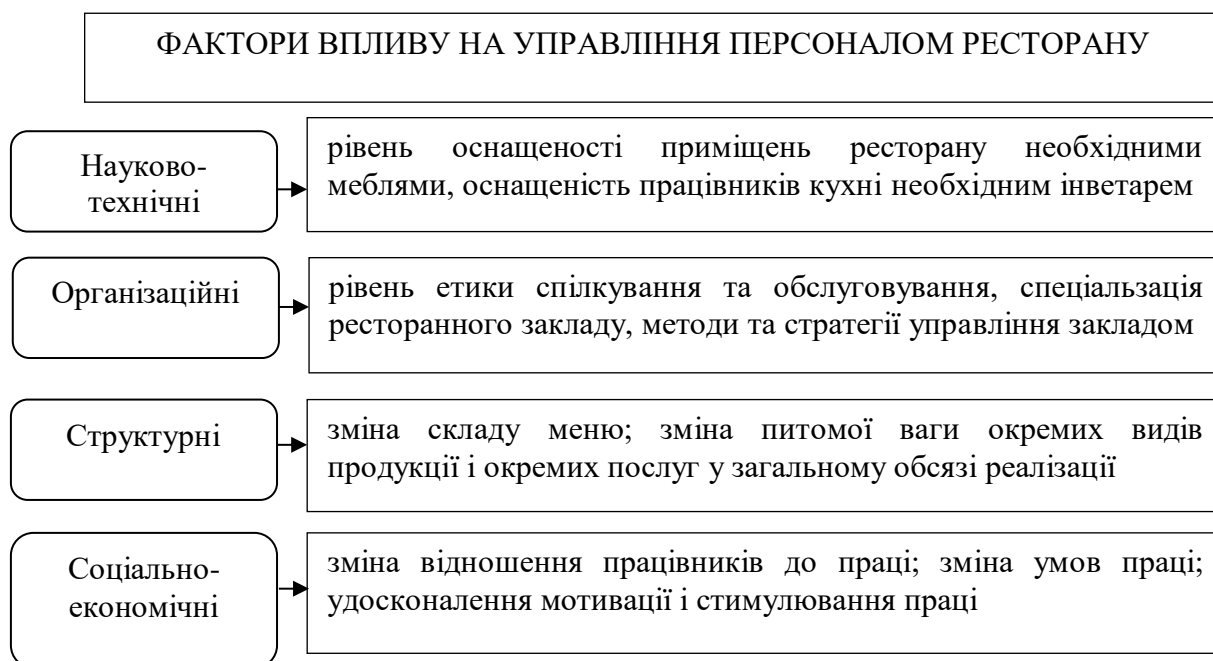 ФАКТОРИ ВПЛИВУ НА УПРАВЛІННЯ ПЕРСОНАЛОМ РЕСТОРАНУ
Науково-
технічні
рівень оснащеності приміщень ресторану необхідними
меблями, оснащеність працівників кухні необхідним інветарем
Організаційні
рівень етики спілкування та обслуговування, спеціальзація
ресторанного закладу, методи та стратегії управління закладом
Структурні
зміна складу меню; зміна питомої ваги окремих видів
продукції і окремих послуг у загальному обсязі реалізації
Соціально-
економічні
зміна відношення працівників до праці; зміна умов праці;
удосконалення мотивації і стимулювання праці